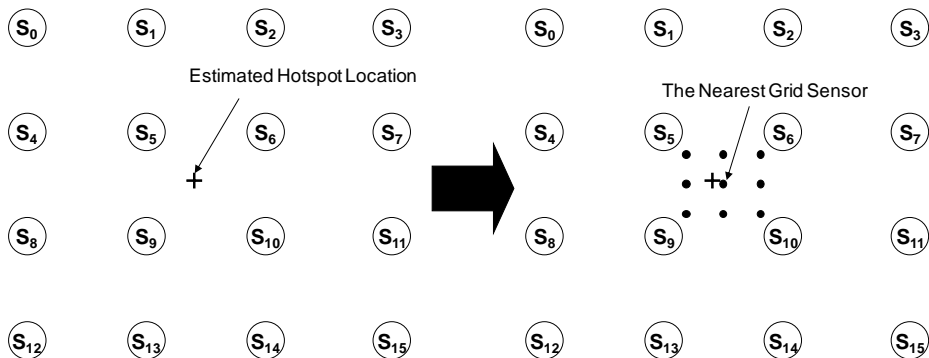 S0 S1 S2 S3 S0 S1 S2 S3
Estimated Hotspot Location
The Nearest Grid Sensor
S4 S5 S6 S7 S4 S5 S6 S7
S8 S9 S10 S11 S8 S9 S10 S11
S12 S13 S14 S15 S12 S13 S14 S15